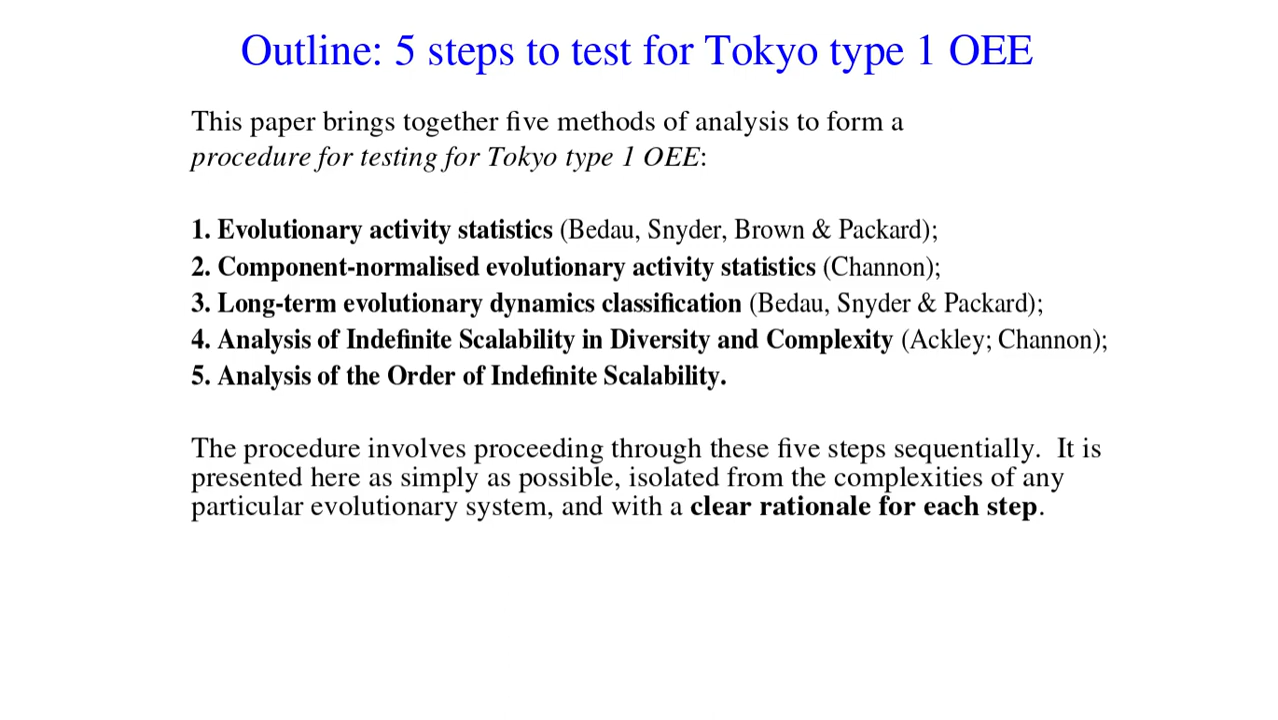 Outline: 5 steps to test for Tokyo type 1 OEE
This paper brings together five methods of analysis to form a
procedure for testing for Tokyo type 1 OEE:
1. Evolutionary activity statistics (Bedau, Snyder, Brown & Packard);
2. Component-normalised evolutionary activity statistics (Channon);
3. Long-term evolutionary dynamics classification (Bedau, Snyder & Packard);
4. Analysis of Indefinite Scalability in Diversity and Complexity (Ackley; Channon);
5. Analysis of the Order of Indefinite Scalability.
The procedure involves proceeding through these five steps sequentially. It is
presented here as simply as possible, isolated from the complexities of any
particular evolutionary system, and with a clear rationale for each step.